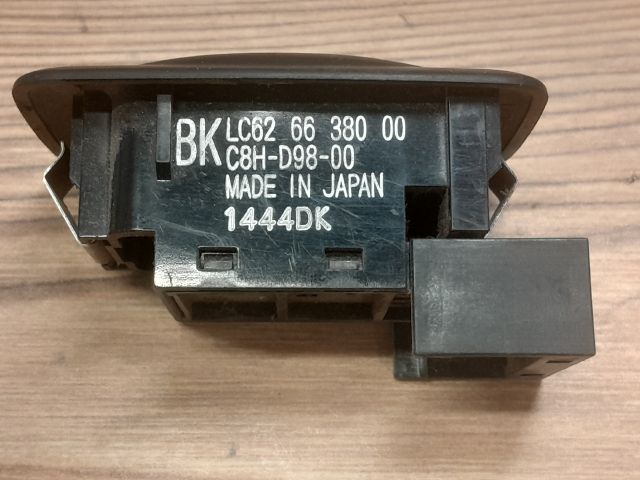 BK LC62 66 380 00
C8H-D98-00
MADE IN JAPAN
1444DK